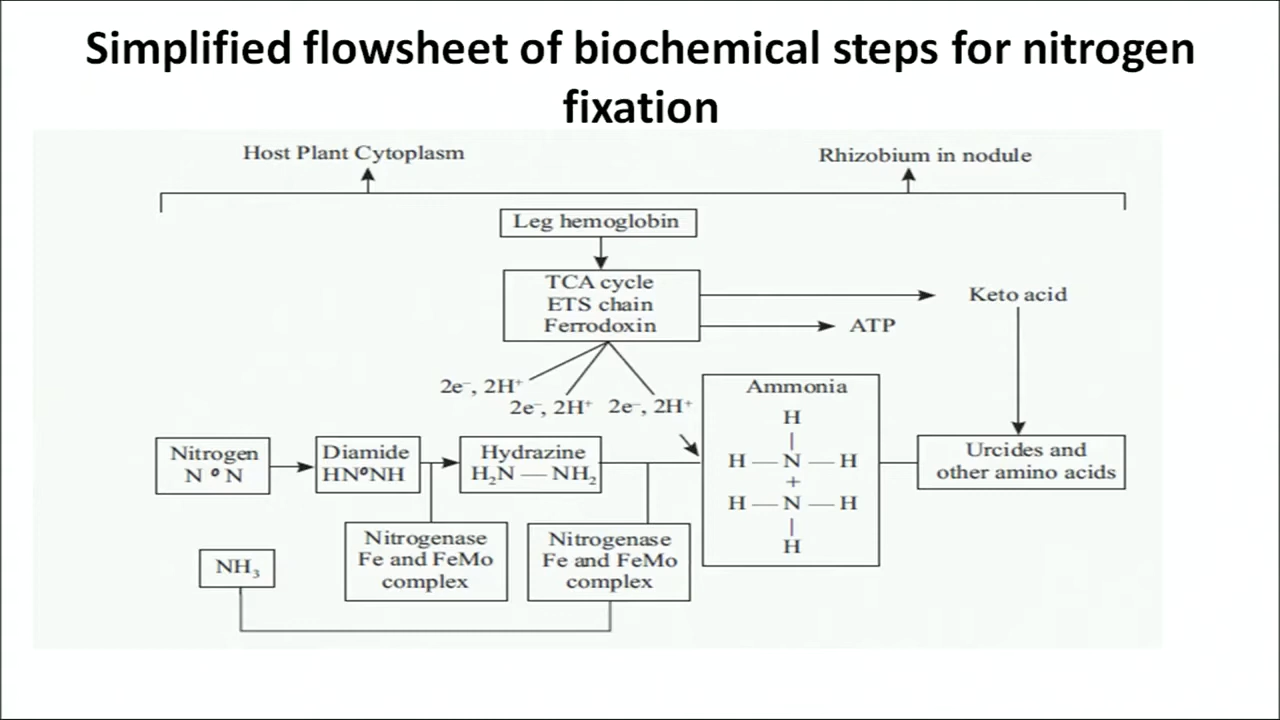 Simplified flowsheet of biochemical steps for nitrogen
fixation
Host Plant Cytoplasm
Rhizobium in nodule
Leg hemoglobin
TCA cycle
ETS chain
Ferrodoxin
Keto acid
ATP
2e⁻, 2H⁺
2e⁻, 2H⁺
2e⁻, 2H⁺
Nitrogen
N º N
Diamide
HNºNH
Hydrazine
H₂N — NH₂
Ammonia
H
|
H — N — H
+
H — N — H
|
H
Urcides and
other amino acids
Nitrogenase
Fe and FeMo
complex
Nitrogenase
Fe and FeMo
complex
NH₃